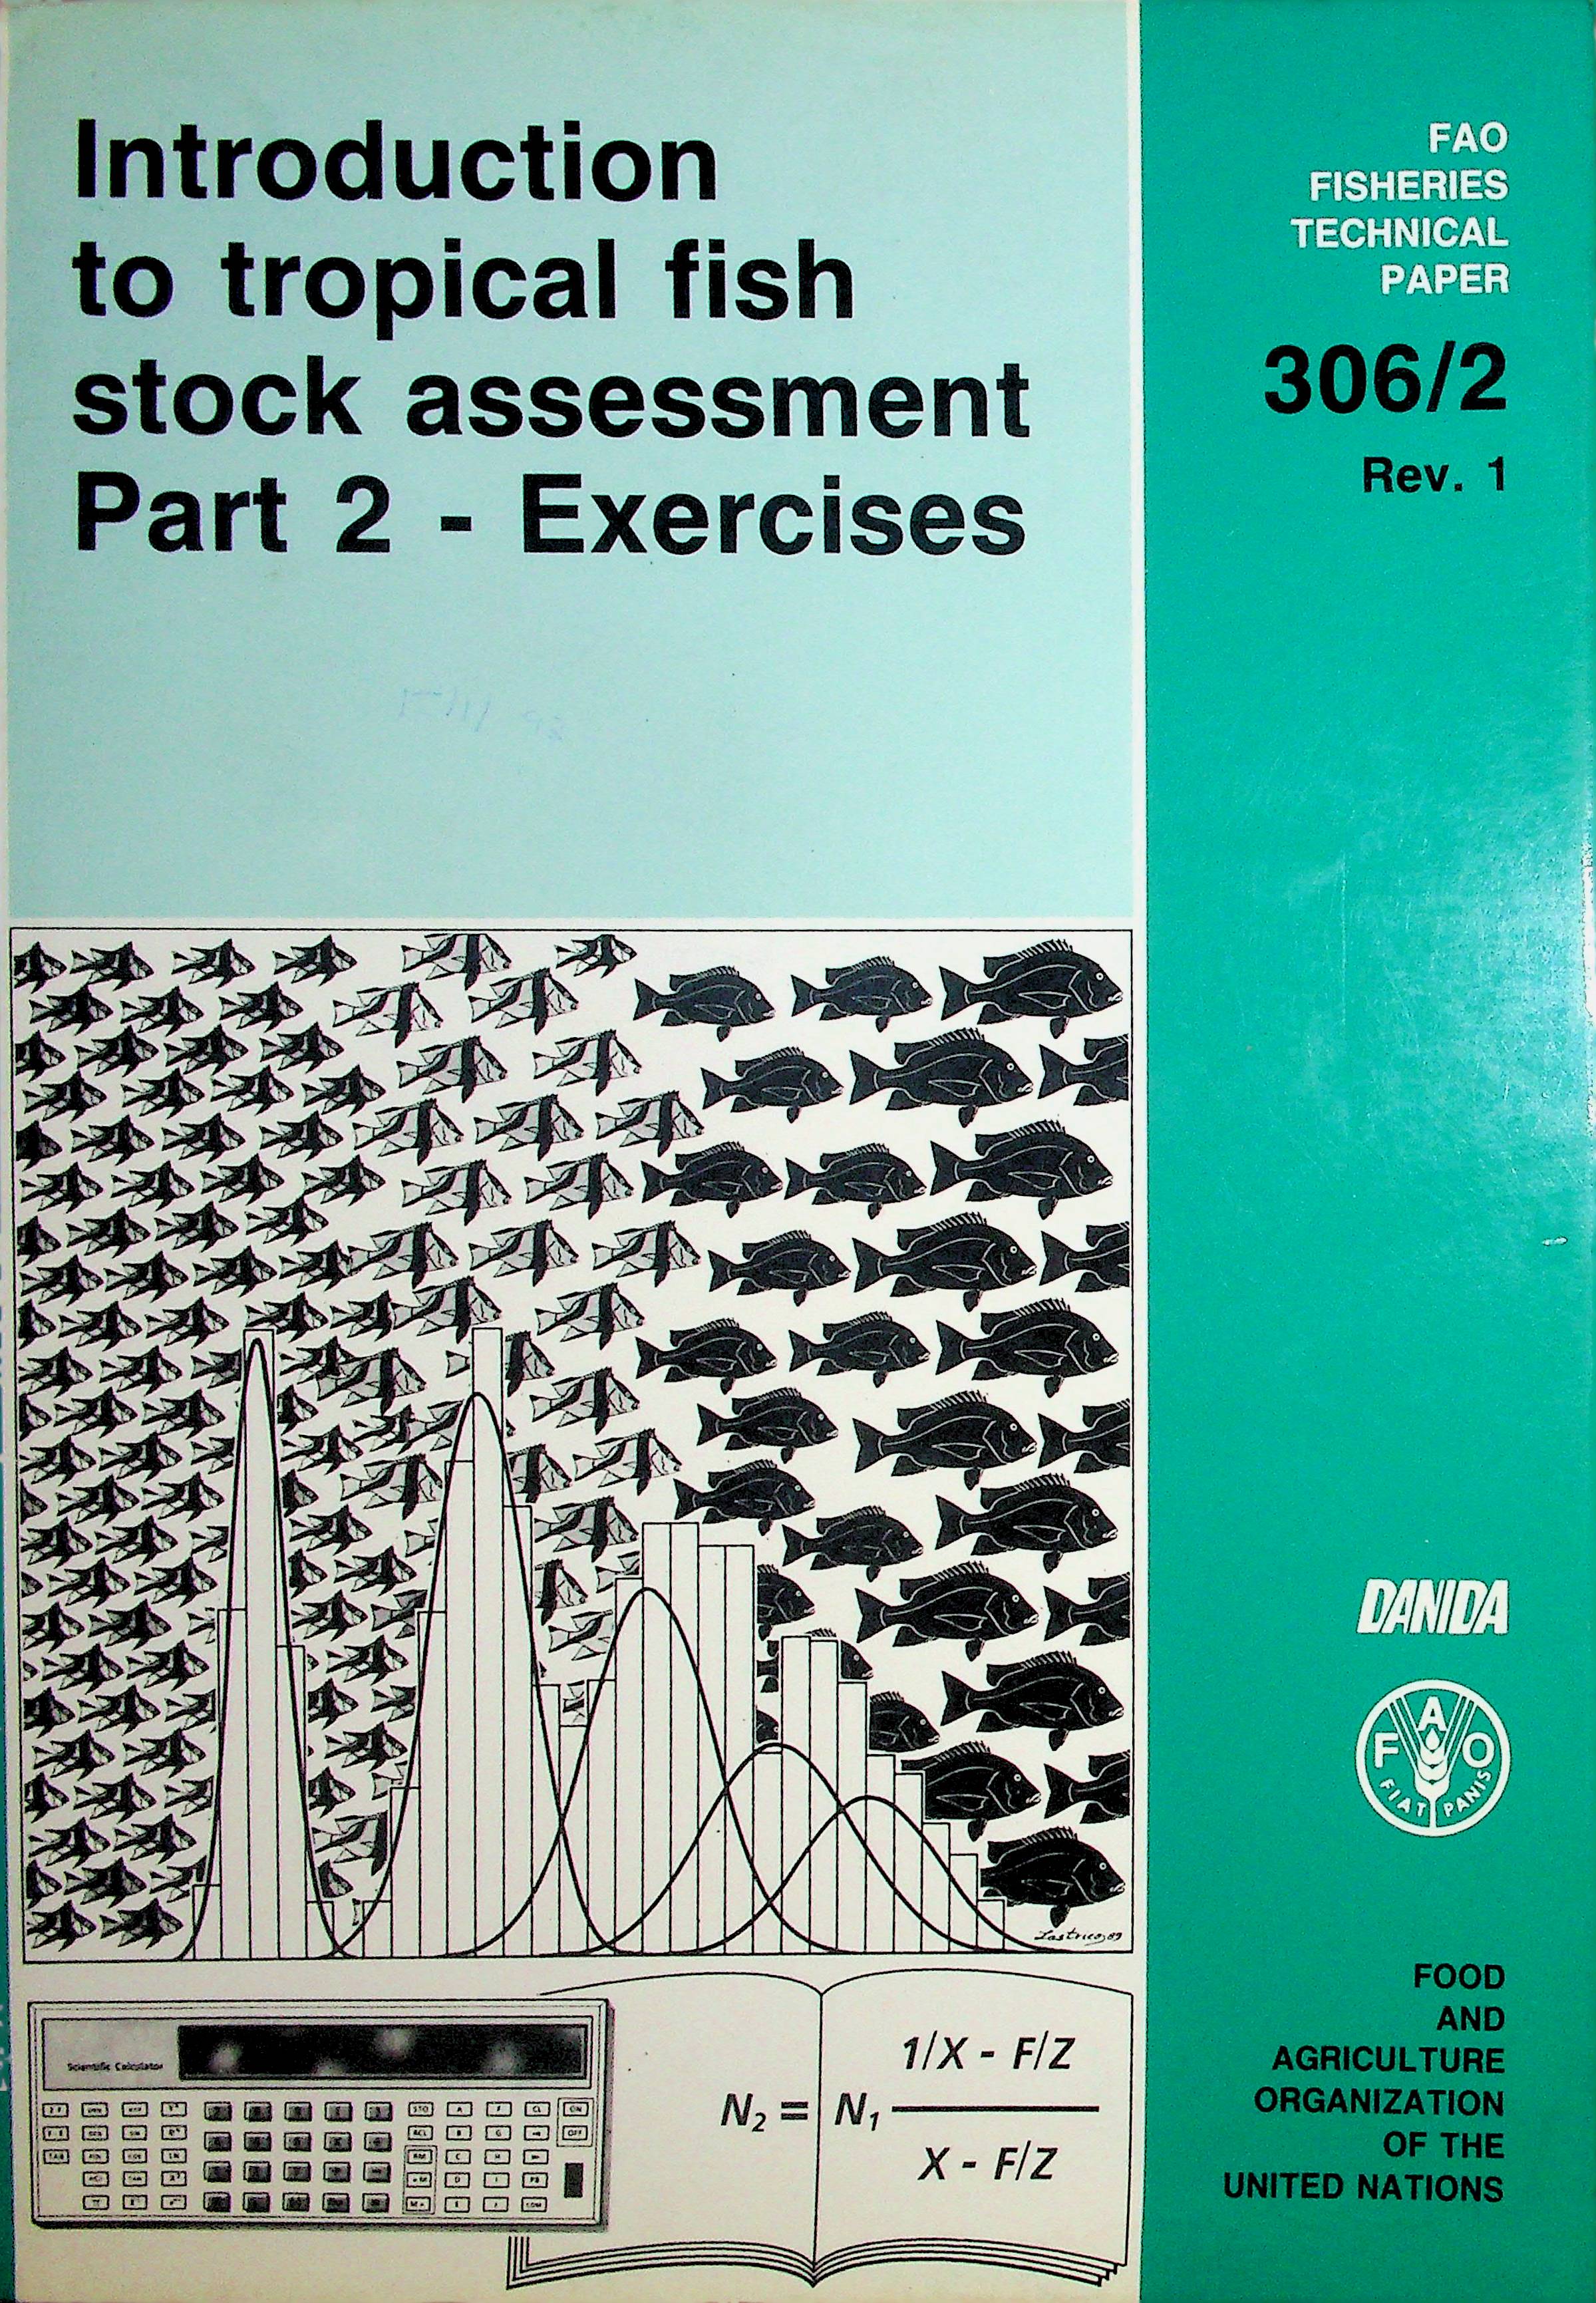 Introduction
to tropical fish
stock assessment
Part 2 - Exercises
FAO
FISHERIES
TECHNICAL
PAPER
306/2
Rev. 1
DANIDA
F A O
FIAT PANIS
FOOD
AND
AGRICULTURE
ORGANIZATION
OF THE
UNITED NATIONS
Lastrico, 89
Scientific Calculator
1/X - F/Z
N₂ = N₁
X - F/Z